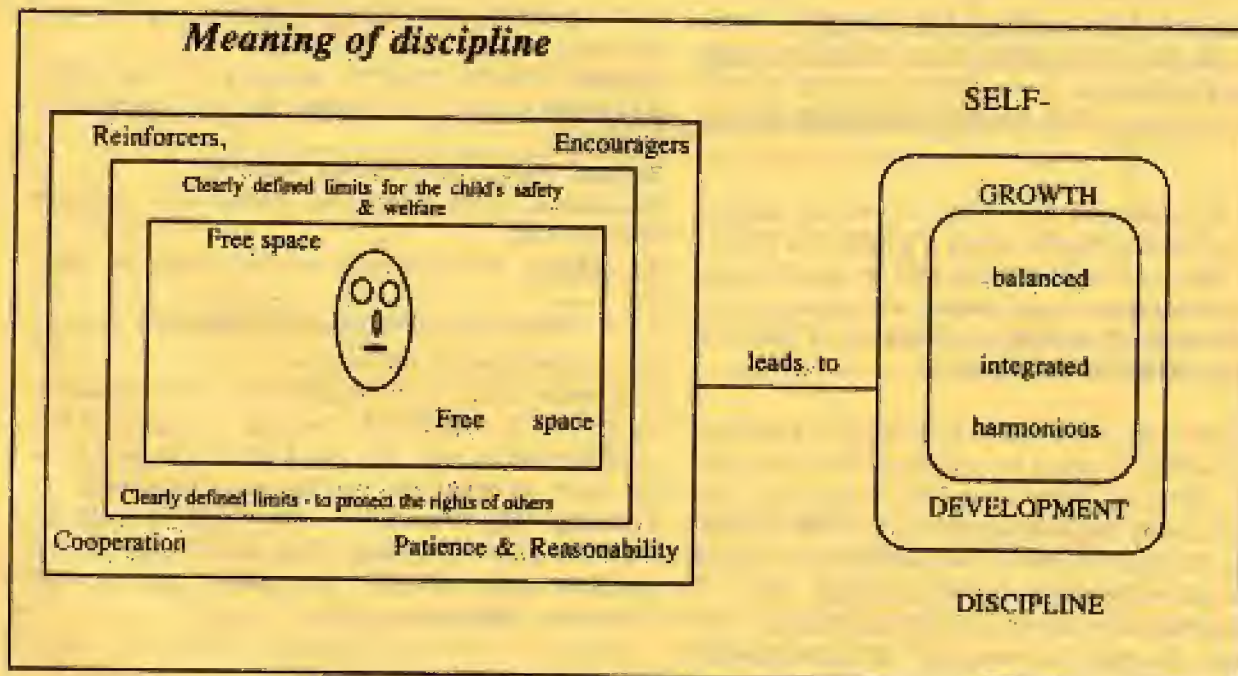 Meaning of discipline
Reinforcers,
Encouragers
Clearly defined limits for the child's safety
& welfare
Free space
Free space
Clearly defined limits - to protect the rights of others
Cooperation
Patience & Reasonability
leads to
SELF-
GROWTH
balanced
integrated
harmonious
DEVELOPMENT
DISCIPLINE